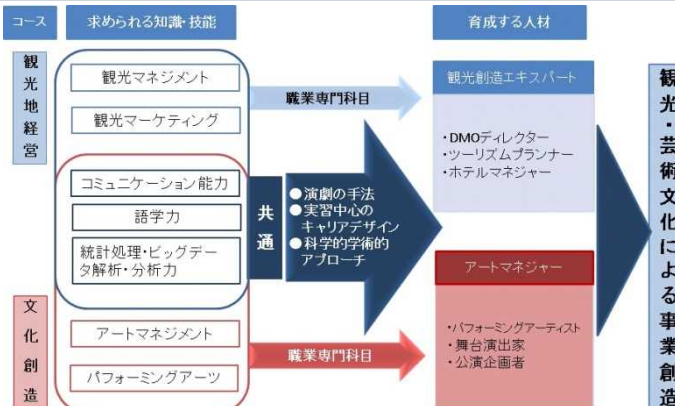 コース
求められる知識・技能
育成する人材
観光地経営
観光マネジメント
観光マーケティング
コミュニケーション能力
語学力
統計処理・ビッグデー
タ解析・分析力
アートマネジメント
パフォーミングアーツ
文化創造
職業専門科目
共通
●演劇の手法
●実習中心の
キャリアデザイン
●科学的学術的
アプローチ
職業専門科目
観光創造エキスパート
・DMOディレクター
・ツーリズムプランナー
・ホテルマネジャー
アートマネジャー
・パフォーミングアーティスト
・舞台演出家
・公演企画者
観光・芸術文化による事業創造